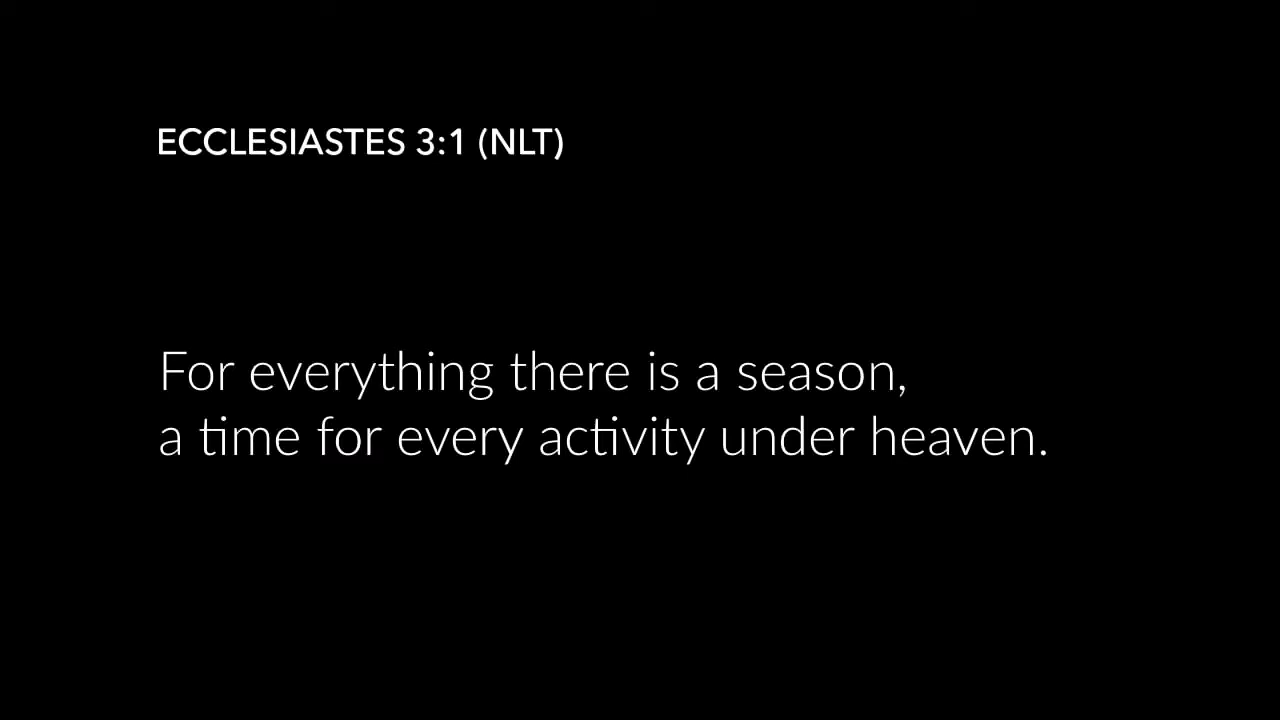 ECCLESIASTES 3:1 (NLT)
For everything there is a season,
a time for every activity under heaven.